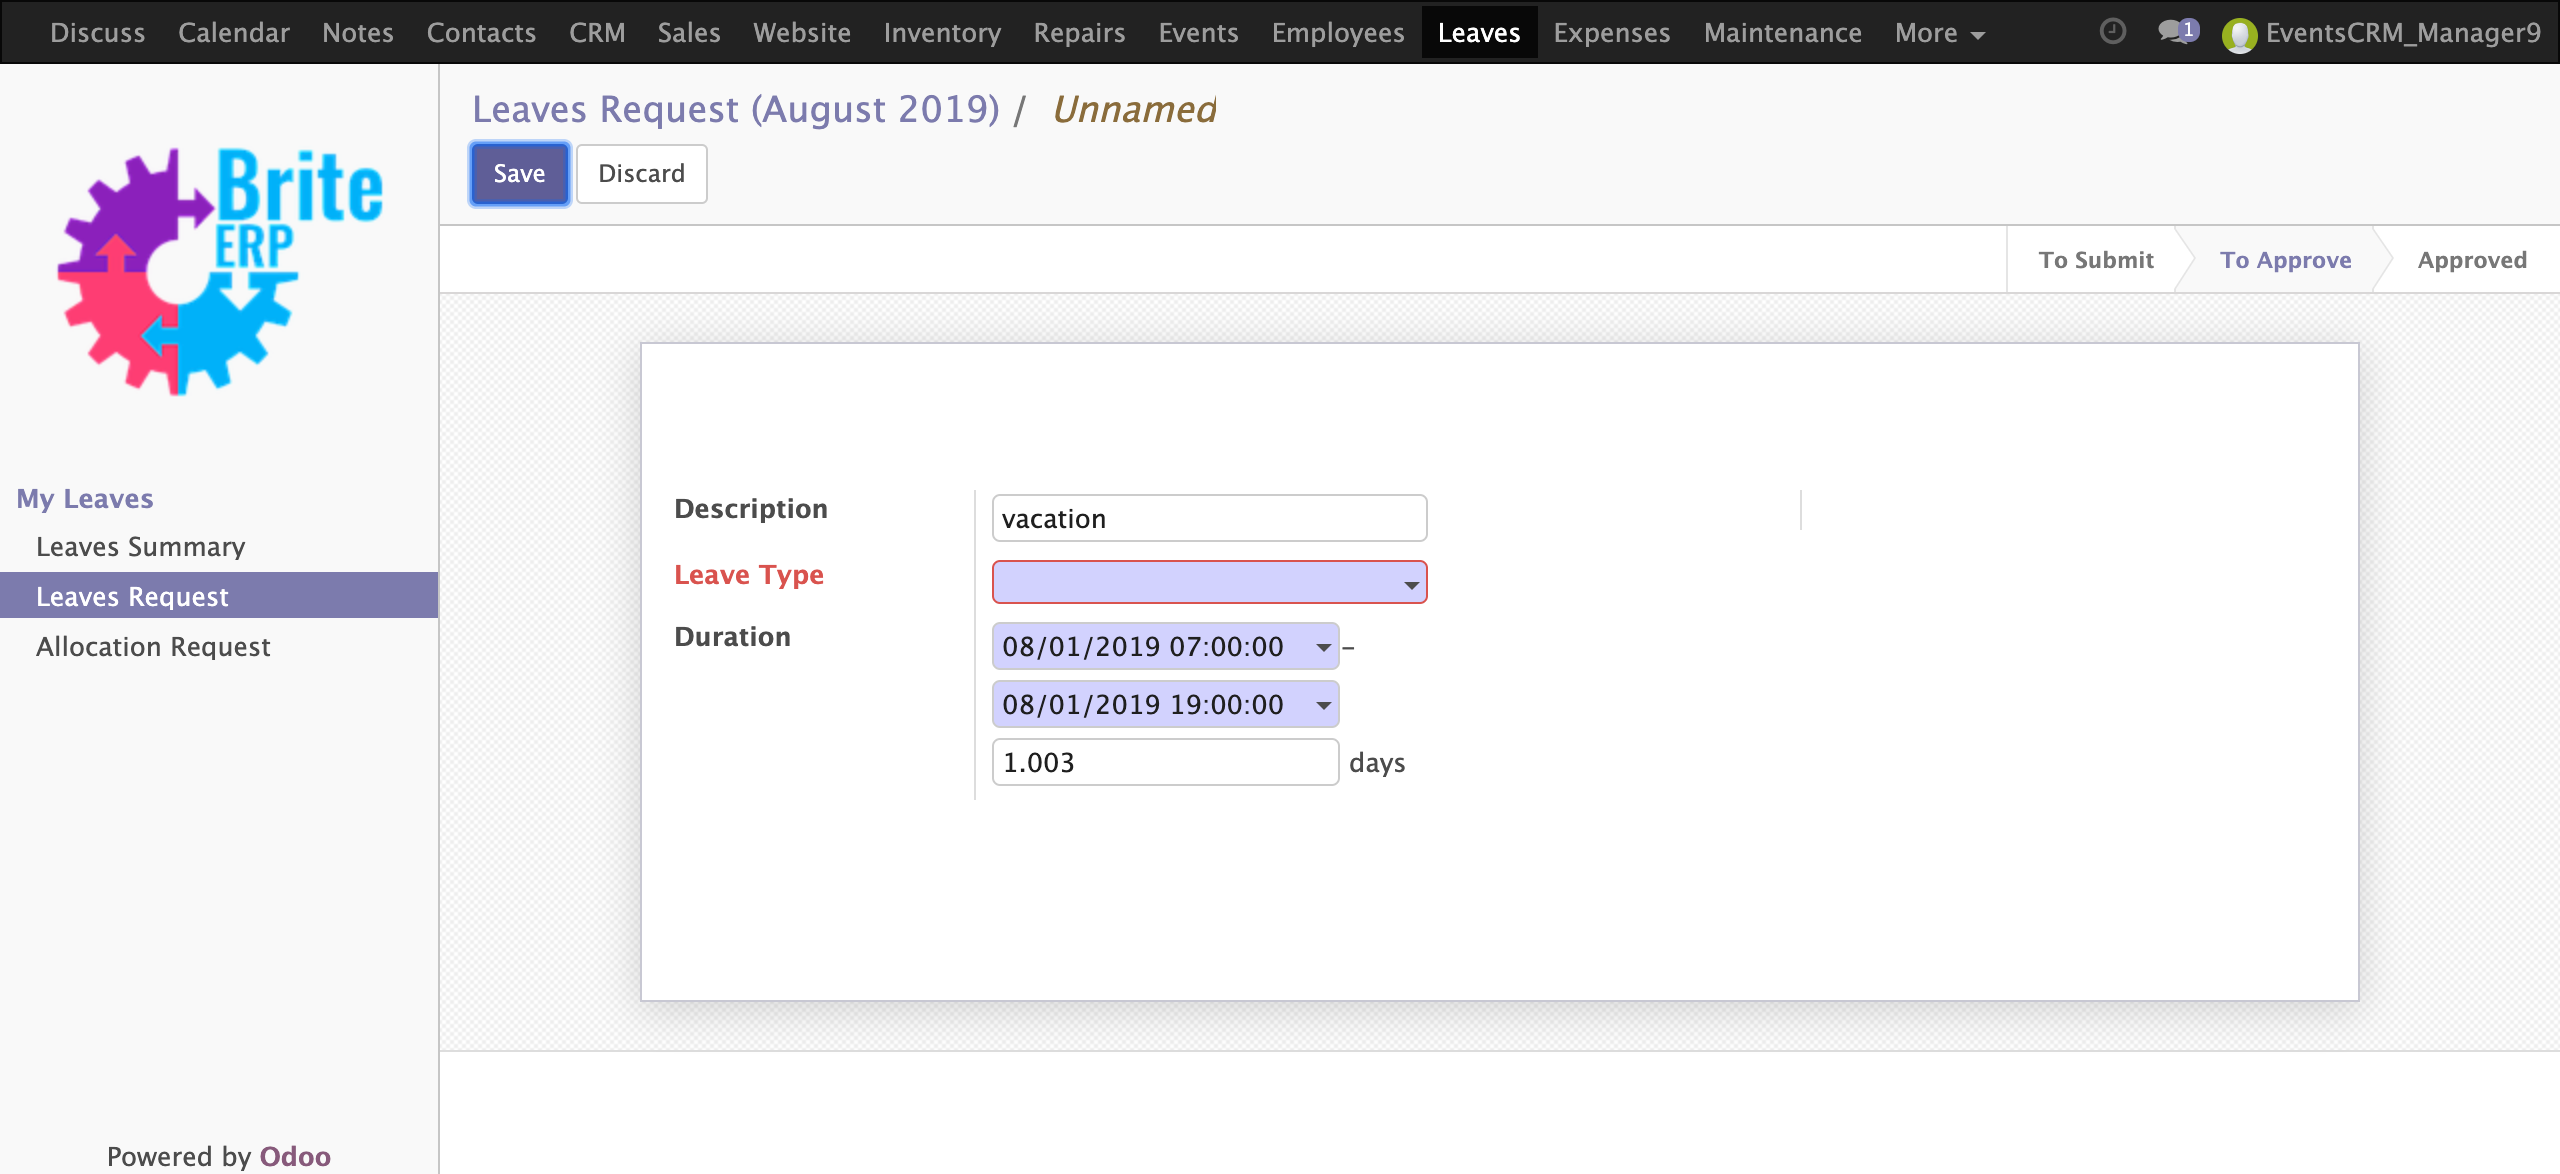 Discuss Calendar Notes Contacts CRM Sales Website Inventory Repairs Events Employees Leaves Expenses Maintenance More 1 EventsCRM_Manager9
Brite
ERP
My Leaves
Leaves Summary
Leaves Request
Allocation Request
Powered by Odoo
Leaves Request (August 2019) / Unnamed
Save Discard
To Submit To Approve Approved
Description vacation
Leave Type
Duration 08/01/2019 07:00:00 –
08/01/2019 19:00:00
1.003 days